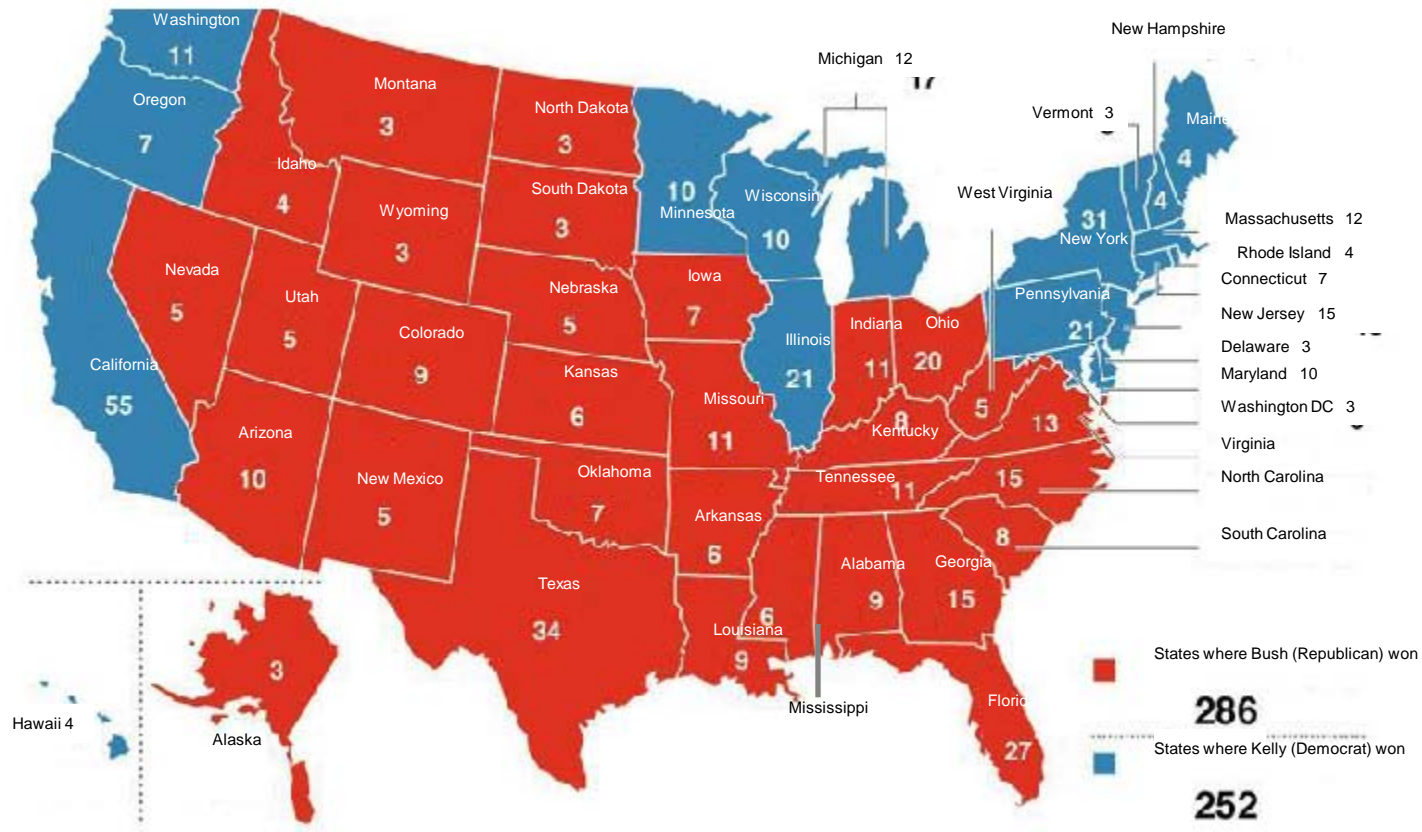 Washington
11
Oregon
7
California
55
Montana
3
Idaho
4
Wyoming
3
Nevada
5
Utah
5
Colorado
9
Arizona
10
New Mexico
5
North Dakota
3
South Dakota
3
Nebraska
5
Kansas
6
Oklahoma
7
Texas
34
10
Minnesota
Wisconsin
10
Iowa
7
Illinois
21
Missouri
11
Arkansas
6
Louisiana
9
6
Mississippi
Michigan 12
17
Indiana
11
Ohio
20
8
Kentucky
Tennessee
11
Alabama
9
Georgia
15
Florid
27
West Virginia
5
13
15
8
Pennsylvania
21
31
New York
New Hampshire
4
Vermont 3
Maine
4
Massachusetts 12
Rhode Island 4
Connecticut 7
New Jersey 15
Delaware 3
Maryland 10
Washington DC 3
Virginia
North Carolina
South Carolina
Hawaii 4
3
Alaska
States where Bush (Republican) won
286
States where Kelly (Democrat) won
252